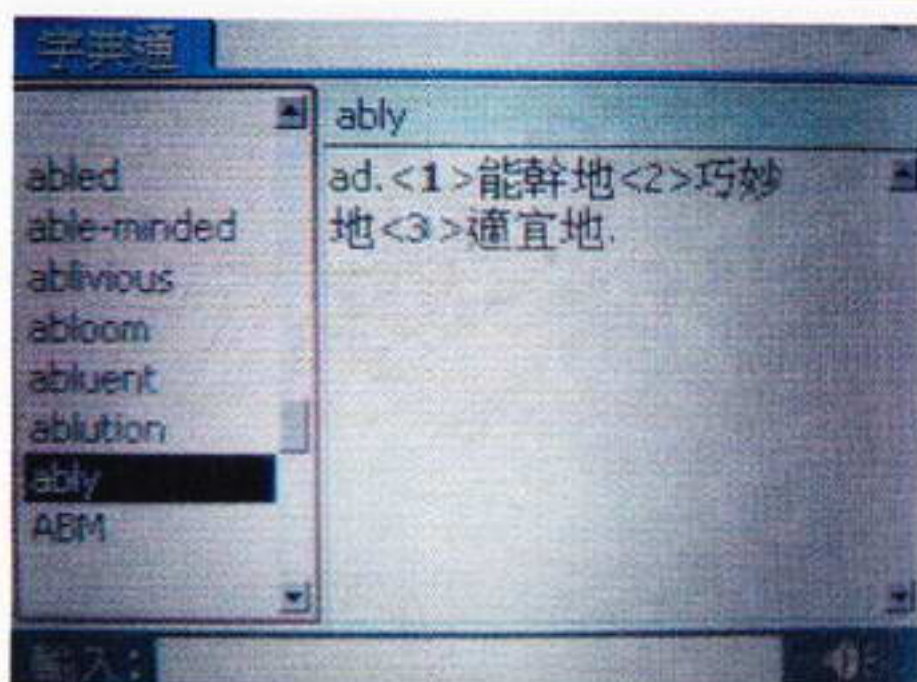 字典通
abled
able-minded
ablivious
abloom
abluent
ablution
ably
ABM
ably
ad.<1>能幹地<2>巧妙
地<3>適宜地.
輸入: